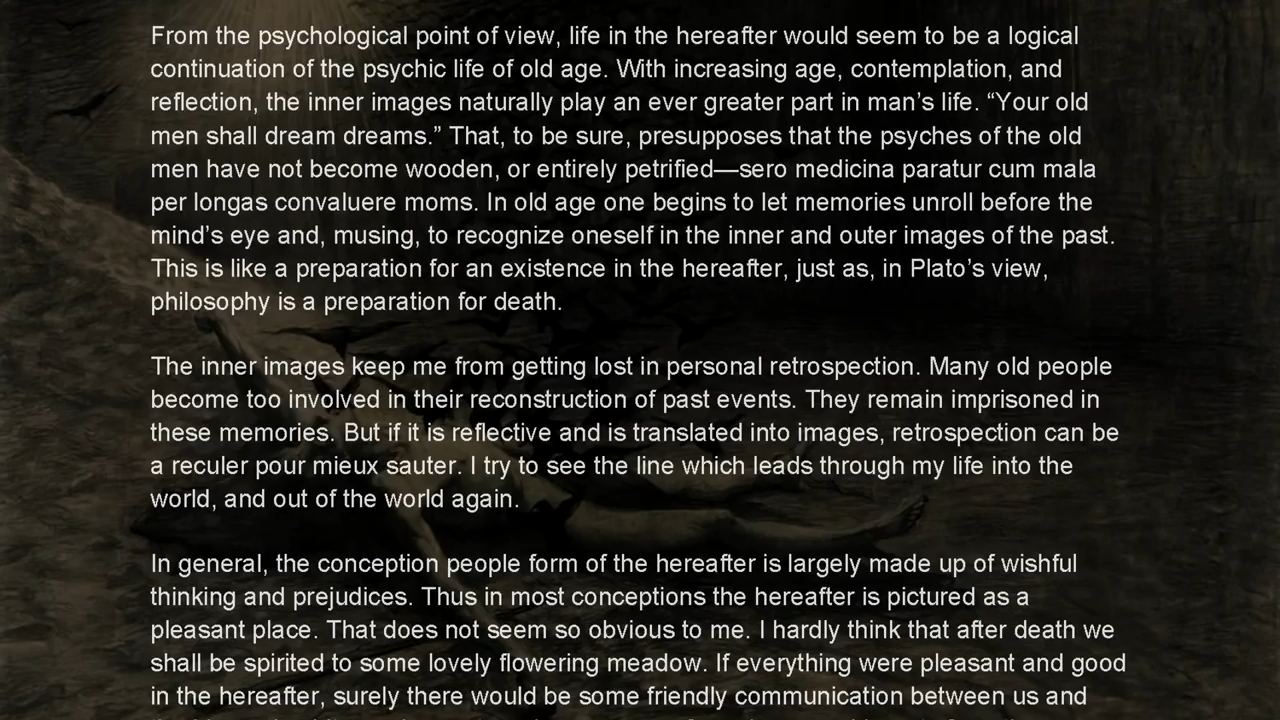 From the psychological point of view, life in the hereafter would seem to be a logical
continuation of the psychic life of old age. With increasing age, contemplation, and
reflection, the inner images naturally play an ever greater part in man’s life. “Your old
men shall dream dreams.” That, to be sure, presupposes that the psyches of the old
men have not become wooden, or entirely petrified—sero medicina paratur cum mala
per longas convaluere moms. In old age one begins to let memories unroll before the
mind’s eye and, musing, to recognize oneself in the inner and outer images of the past.
This is like a preparation for an existence in the hereafter, just as, in Plato’s view,
philosophy is a preparation for death.
The inner images keep me from getting lost in personal retrospection. Many old people
become too involved in their reconstruction of past events. They remain imprisoned in
these memories. But if it is reflective and is translated into images, retrospection can be
a reculer pour mieux sauter. I try to see the line which leads through my life into the
world, and out of the world again.
In general, the conception people form of the hereafter is largely made up of wishful
thinking and prejudices. Thus in most conceptions the hereafter is pictured as a
pleasant place. That does not seem so obvious to me. I hardly think that after death we
shall be spirited to some lovely flowering meadow. If everything were pleasant and good
in the hereafter, surely there would be some friendly communication between us and